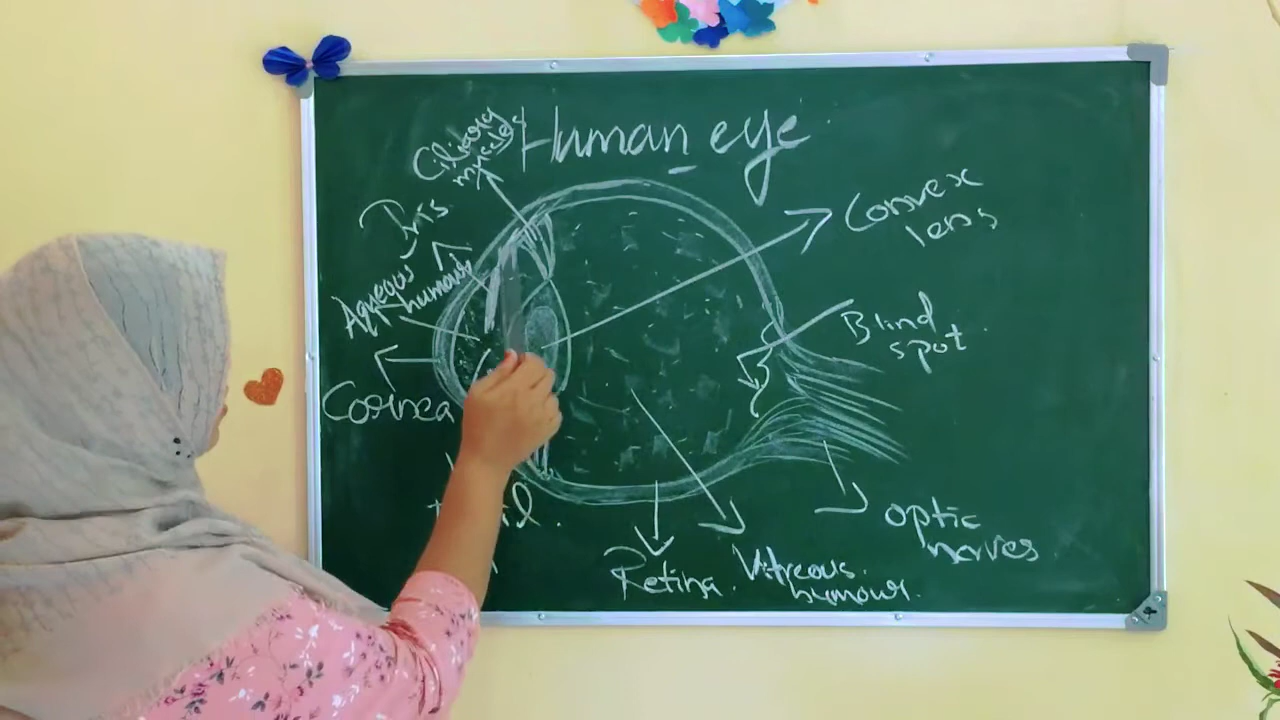 Human eye
Ciliary
muscles
Iris
Aqueous
humour
Cornea
Convex
lens
Blind
spot
Optic
nerves
Retina
Vitreous
humour